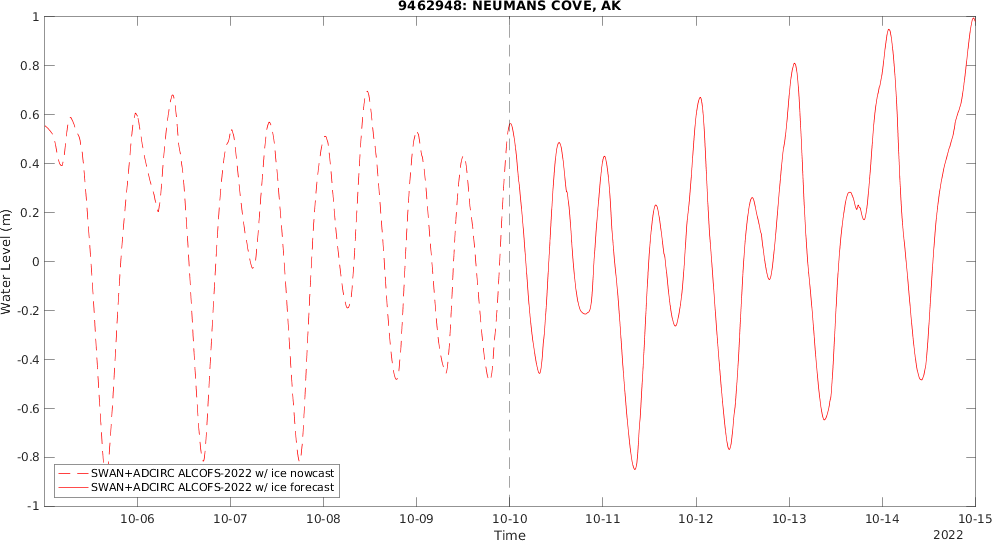 9462948: NEUMANS COVE, AK
1
0.8
0.6
0.4
0.2
0
-0.2
-0.4
-0.6
-0.8
-1
Water Level (m)
SWAN+ADCIRC ALCOFS-2022 w/ ice nowcast
SWAN+ADCIRC ALCOFS-2022 w/ ice forecast
10-06 10-07 10-08 10-09 10-10 10-11 10-12 10-13 10-14 10-15
Time
2022